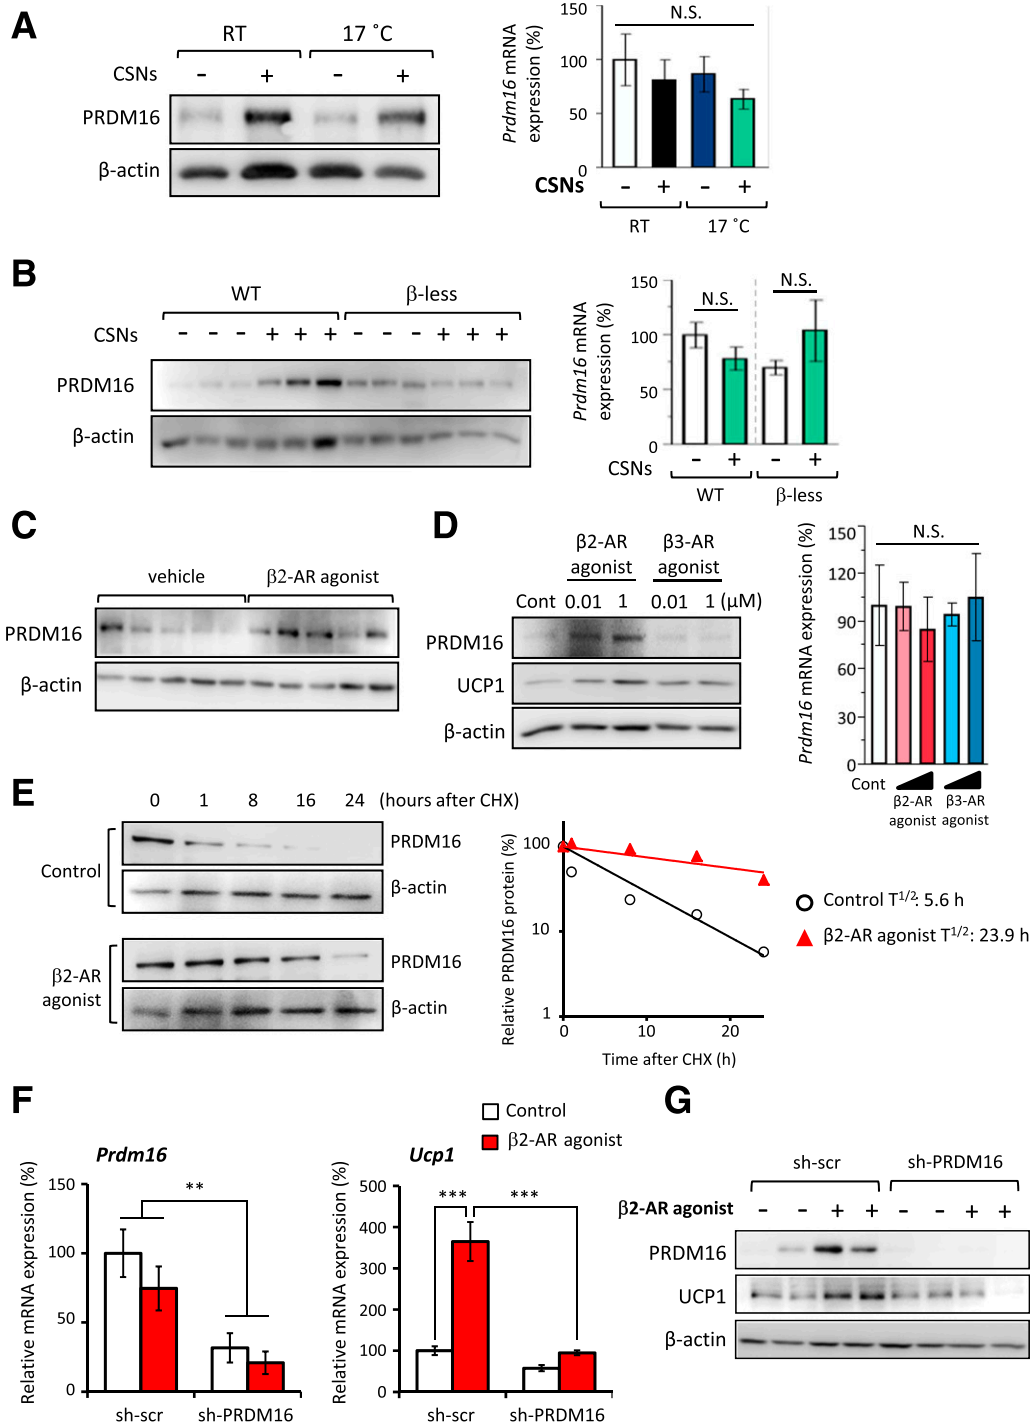 A
RT
17 ˚C
CSNs
-
+
-
+
PRDM16
β-actin
Prdm16 mRNA
expression (%)
150
100
50
0
N.S.
CSNs
-
+
-
+
RT
17 ˚C
B
WT
β-less
CSNs
- - - + + + - - - + + +
PRDM16
β-actin
Prdm16 mRNA
expression (%)
150
100
50
0
N.S.
N.S.
CSNs
-
+
-
+
WT
β-less
C
vehicle
β2-AR agonist
PRDM16
β-actin
D
β2-AR
agonist
β3-AR
agonist
Cont 0.01 1 0.01 1 (μM)
PRDM16
UCP1
β-actin
Prdm16 mRNA expression (%)
150
120
90
60
30
0
N.S.
Cont
β2-AR
agonist
β3-AR
agonist
E
0 1 8 16 24 (hours after CHX)
Control
PRDM16
β-actin
β2-AR
agonist
PRDM16
β-actin
Relative PRDM16 protein (%)
100
10
1
0
10
20
Time after CHX (h)
Control T1/2: 5.6 h
β2-AR agonist T1/2: 23.9 h
F
Control
β2-AR agonist
Prdm16
Relative mRNA expression (%)
150
100
50
0
**
sh-scr
sh-PRDM16
Ucp1
Relative mRNA expression (%)
500
400
300
200
100
0
***
***
sh-scr
sh-PRDM16
G
sh-scr
sh-PRDM16
β2-AR agonist
- - + + - - + +
PRDM16
UCP1
β-actin